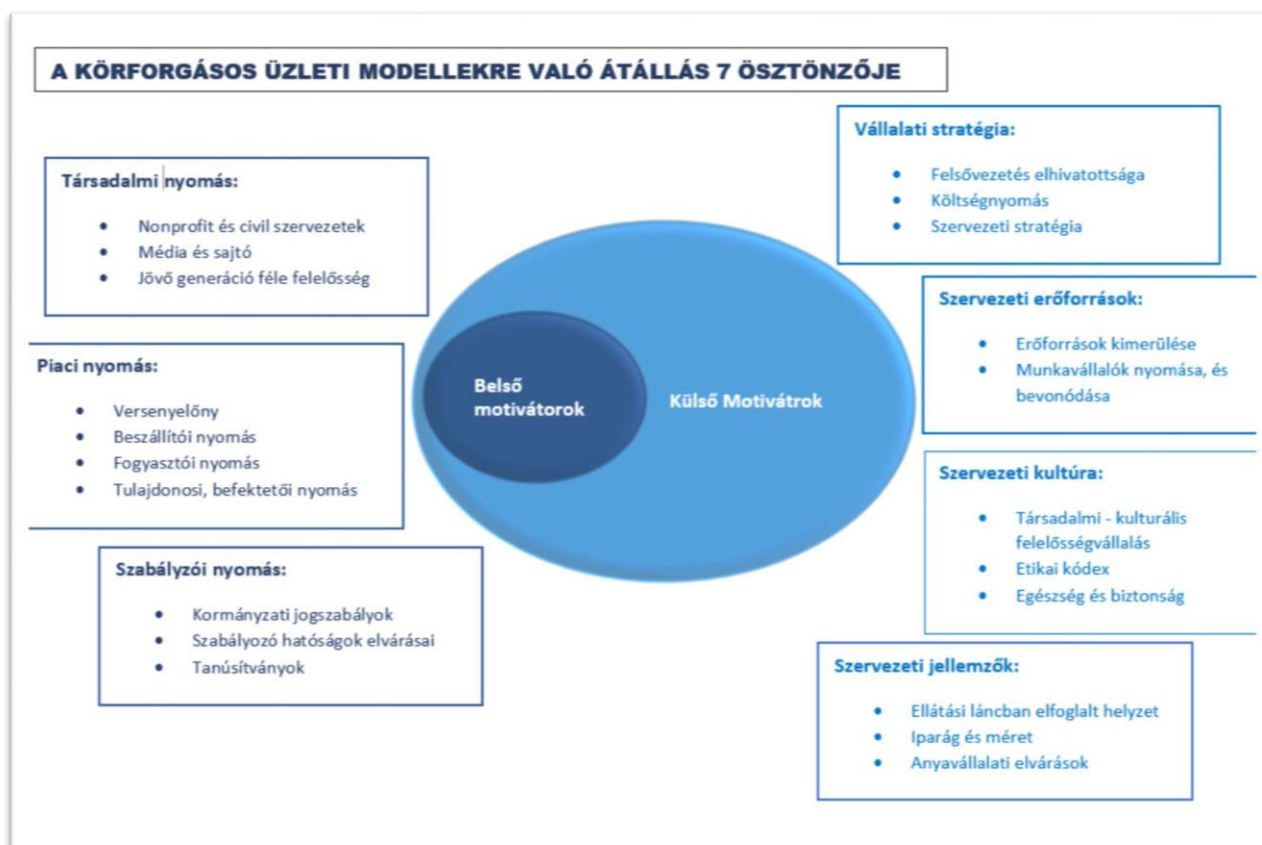 A KÖRFORGÁSOS ÜZLETI MODELLEKRE VALÓ ÁTÁLLÁS 7 ÖSZTÖNZŐJE
Társadalmi nyomás:
• Nonprofit és civil szervezetek
• Média és sajtó
• Jövő generáció féle felelősség
Piaci nyomás:
• Versenyelőny
• Beszállítói nyomás
• Fogyasztói nyomás
• Tulajdonosi, befektetői nyomás
Szabályzói nyomás:
• Kormányzati jogszabályok
• Szabályozó hatóságok elvárásai
• Tanúsítványok
Belső
motivátorok
Külső Motivátrok
Vállalati stratégia:
• Felsővezetés elhivatottsága
• Költségnyomás
• Szervezeti stratégia
Szervezeti erőforrások:
• Erőforrások kimerülése
• Munkavállalók nyomása, és
bevonódása
Szervezeti kultúra:
• Társadalmi - kulturális
felelősségvállalás
• Etikai kódex
• Egészség és biztonság
Szervezeti jellemzők:
• Ellátási láncban elfoglalt helyzet
• Iparág és méret
• Anyavállalati elvárások